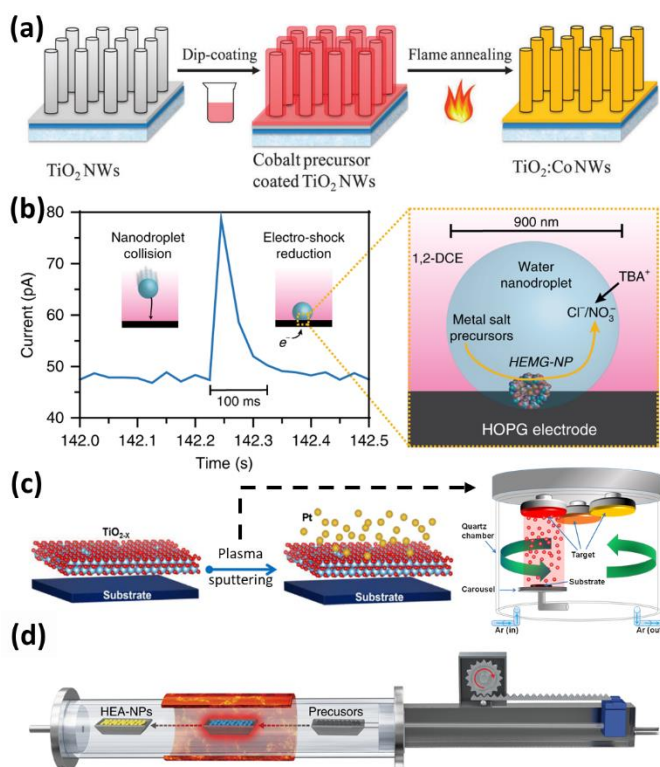 (a)
Dip-coating
Flame annealing
TiO2 NWs
Cobalt precursor
coated TiO2 NWs
TiO2:Co NWs
(b)
80
70
60
50
40
Current (pA)
Nanodroplet
collision
Electro-shock
reduction
e⁻
100 ms
142.0 142.1 142.2 142.3 142.4 142.5
Time (s)
900 nm
1,2-DCE
Water
nanodroplet
TBA⁺
Cl⁻/NO₃⁻
Metal salt
precursors
HEMG-NP
HOPG electrode
(c)
TiO2-X
Substrate
Plasma
sputtering
Pt
Substrate
Quartz
chamber
Target
Substrate
Carousel
Ar (in)
Ar (out)
(d)
HEA-NPs
Precusors